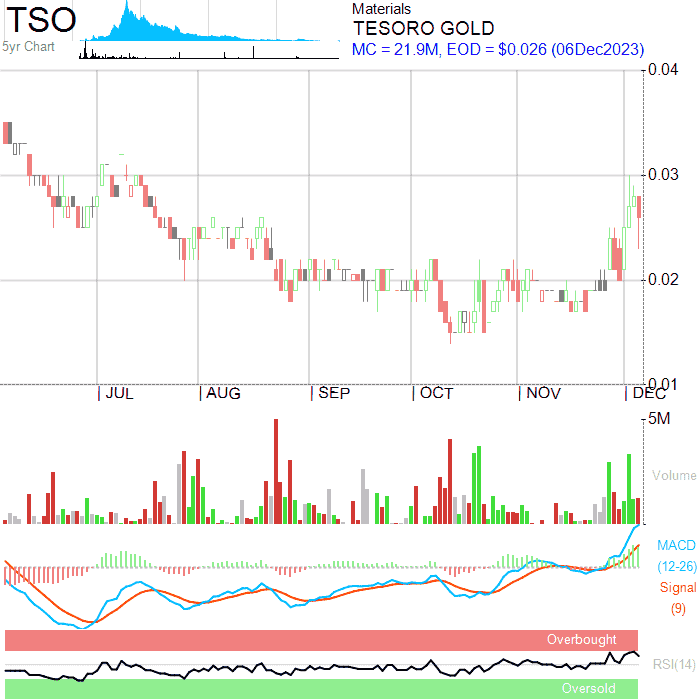 TSO
5yr Chart
Materials
TESORO GOLD
MC = 21.9M, EOD = $0.026 (06Dec2023)
0.04
0.03
0.02
0.01
JUL
AUG
SEP
OCT
NOV
DEC
5M
Volume
MACD
(12-26)
Signal
(9)
Overbought
RSI(14)
Oversold